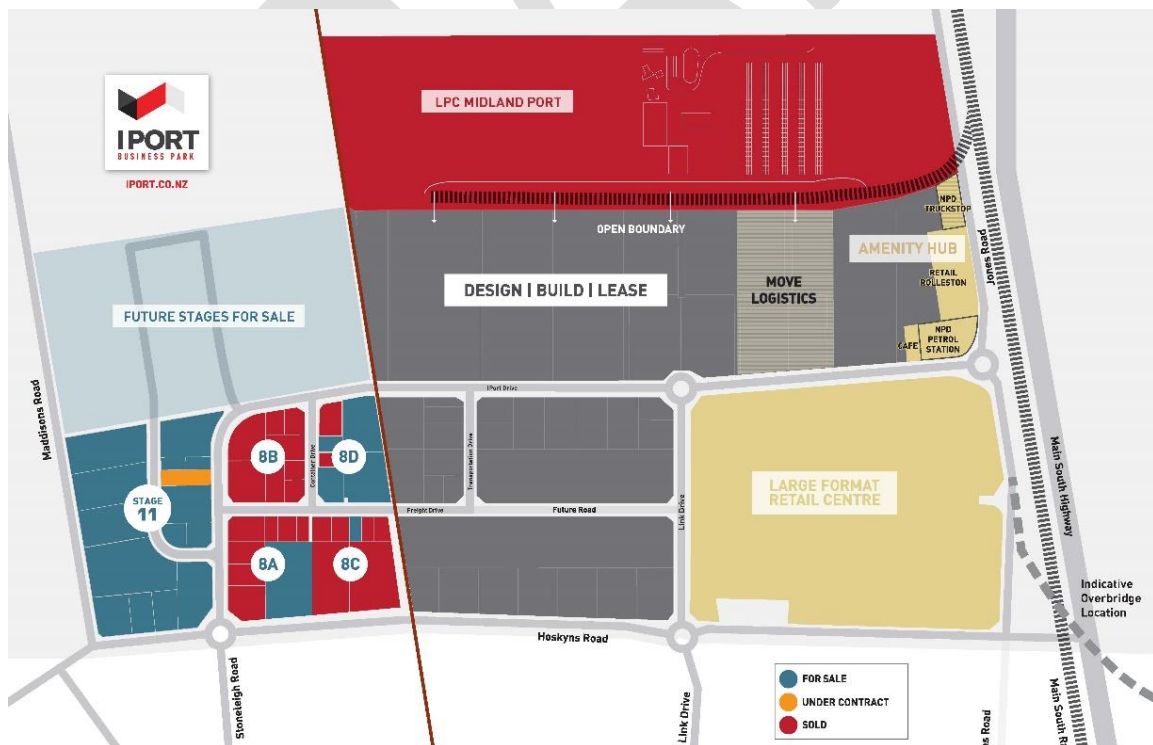 IPORT
BUSINESS PARK
IPORT.CO.NZ
LPC MIDLAND PORT
OPEN BOUNDARY
NPD
TRUCKSTOP
AMENITY HUB
RETAIL
ROLLESTON
Jones Road
DESIGN | BUILD | LEASE
MOVE
LOGISTICS
FUTURE STAGES FOR SALE
NPD
PETROL
STATION
CAFE
Maddisons Road
IPort Drive
8B
8D
Container Drive
Transportation Drive
STAGE
11
Freight Drive
Future Road
Link Drive
LARGE FORMAT
RETAIL CENTRE
Main South Highway
8A
8C
Indicative
Overbridge
Location
Hoskyns Road
Stoneleigh Road
Link Drive
FOR SALE
UNDER CONTRACT
SOLD
ns Road
Main South R